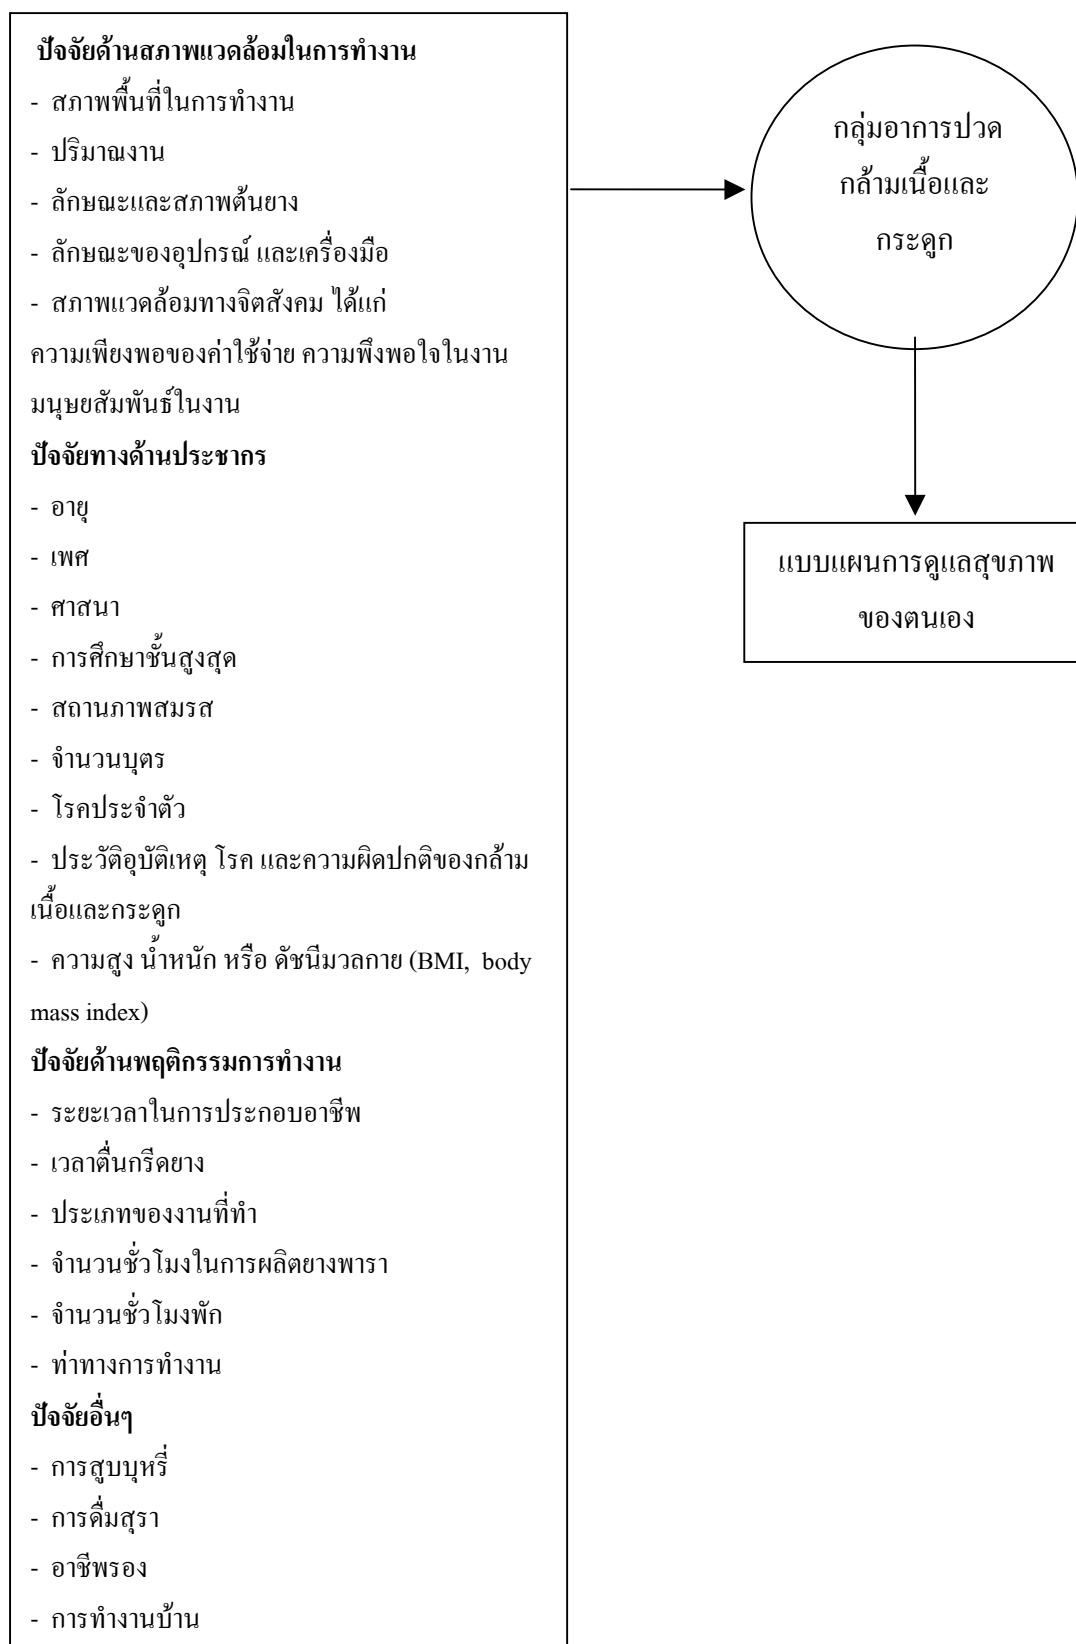 ปัจจัยด้านสภาพแวดล้อมในการทำงาน
- สภาพพื้นที่ในการทำงาน
- ปริมาณงาน
- ลักษณะและสภาพต้นยาง
- ลักษณะของอุปกรณ์ และเครื่องมือ
- สภาพแวดล้อมทางจิตสังคม ได้แก่
ความเพียงพอของค่าใช้จ่าย ความพึงพอใจในงาน
มนุษยสัมพันธ์ในงาน
ปัจจัยทางด้านประชากร
- อายุ
- เพศ
- ศาสนา
- การศึกษาชั้นสูงสุด
- สถานภาพสมรส
- จำนวนบุตร
- โรคประจำตัว
- ประวัติอุบัติเหตุ โรค และความผิดปกติของกล้าม
เนื้อและกระดูก
- ความสูง น้ำหนัก หรือ ดัชนีมวลกาย (BMI, body
mass index)
ปัจจัยด้านพฤติกรรมการทำงาน
- ระยะเวลาในการประกอบอาชีพ
- เวลาตื่นกรีดยาง
- ประเภทของงานที่ทำ
- จำนวนชั่วโมงในการผลิตยางพารา
- จำนวนชั่วโมงพัก
- ท่าทางการทำงาน
ปัจจัยอื่นๆ
- การสูบบุหรี่
- การดื่มสุรา
- อาชีพรอง
- การทำงานบ้าน
กลุ่มอาการปวด
กล้ามเนื้อและ
กระดูก
แบบแผนการดูแลสุขภาพ
ของตนเอง